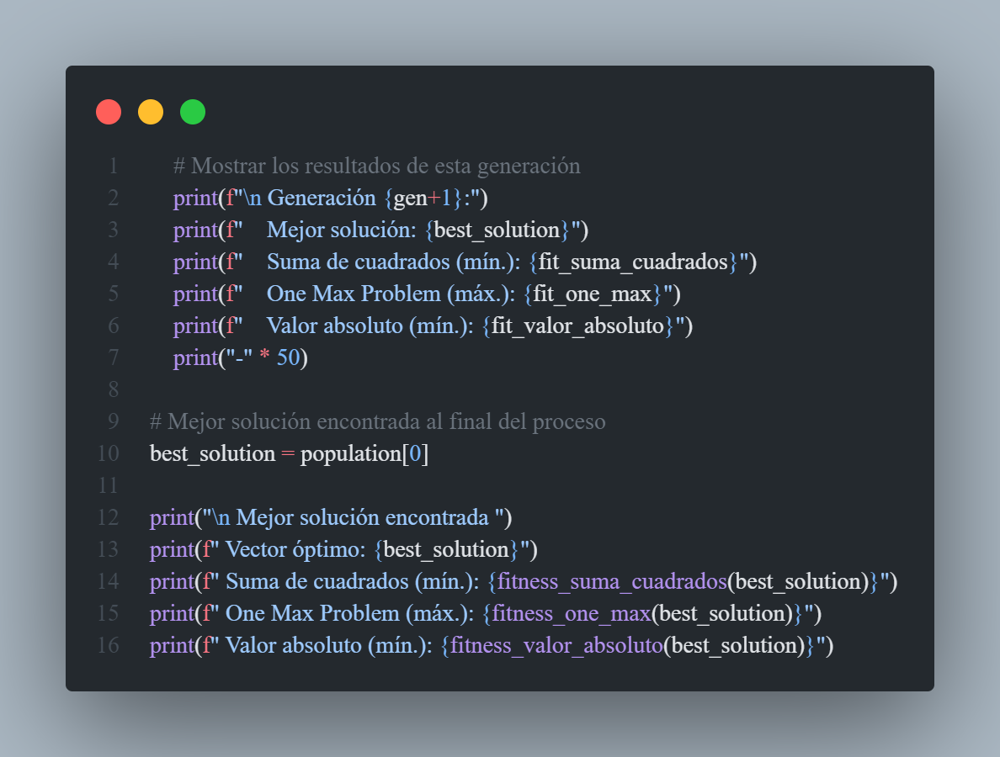 1 # Mostrar los resultados de esta generación
2 print(f"\n Generación {gen+1}:")
3 print(f"    Mejor solución: {best_solution}")
4 print(f"    Suma de cuadrados (mín.): {fit_suma_cuadrados}")
5 print(f"    One Max Problem (máx.): {fit_one_max}")
6 print(f"    Valor absoluto (mín.): {fit_valor_absoluto}")
7 print("-" * 50)
8
9 # Mejor solución encontrada al final del proceso
10 best_solution = population[0]
11
12 print("\n Mejor solución encontrada ")
13 print(f" Vector óptimo: {best_solution}")
14 print(f" Suma de cuadrados (mín.): {fitness_suma_cuadrados(best_solution)}")
15 print(f" One Max Problem (máx.): {fitness_one_max(best_solution)}")
16 print(f" Valor absoluto (mín.): {fitness_valor_absoluto(best_solution)}")